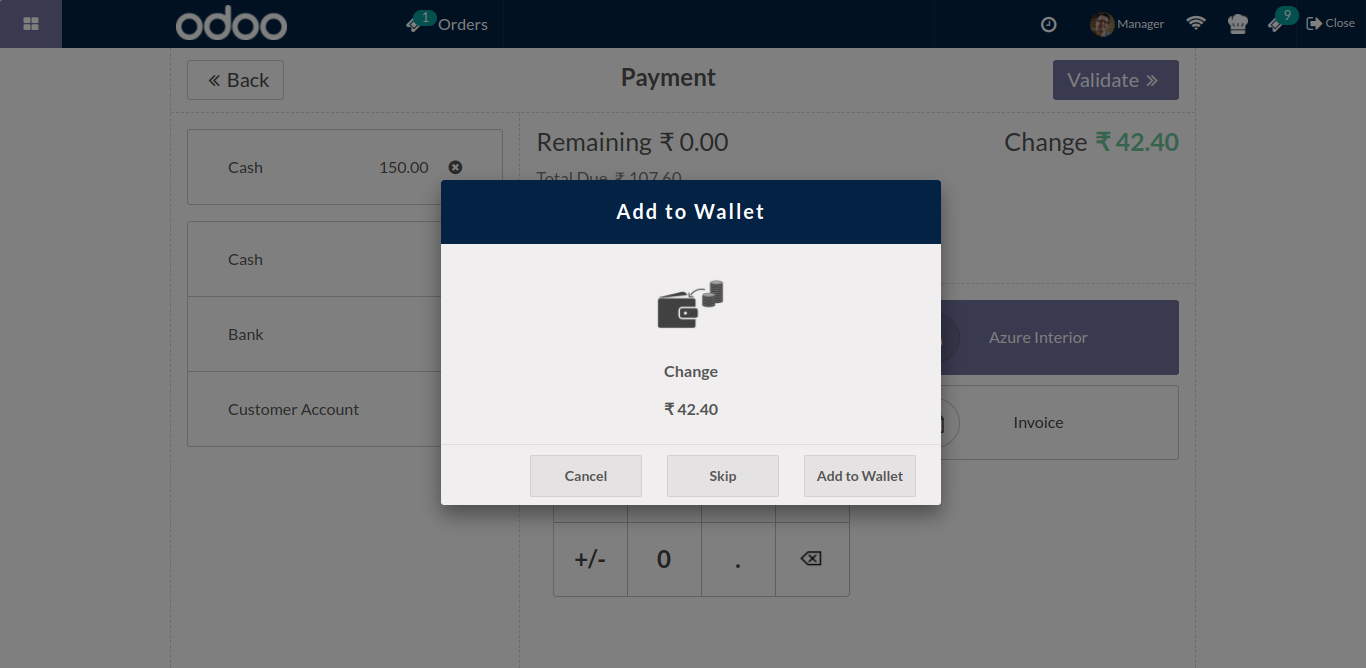 odoo
1
Orders
Manager
9
Close
Back
Payment
Validate
Cash 150.00
Remaining ₹ 0.00
Change ₹ 42.40
Total Due ₹ 107.60
Add to Wallet
Cash
Bank
Customer Account
Change
₹ 42.40
Azure Interior
Invoice
Cancel
Skip
Add to Wallet
+/-
0
.